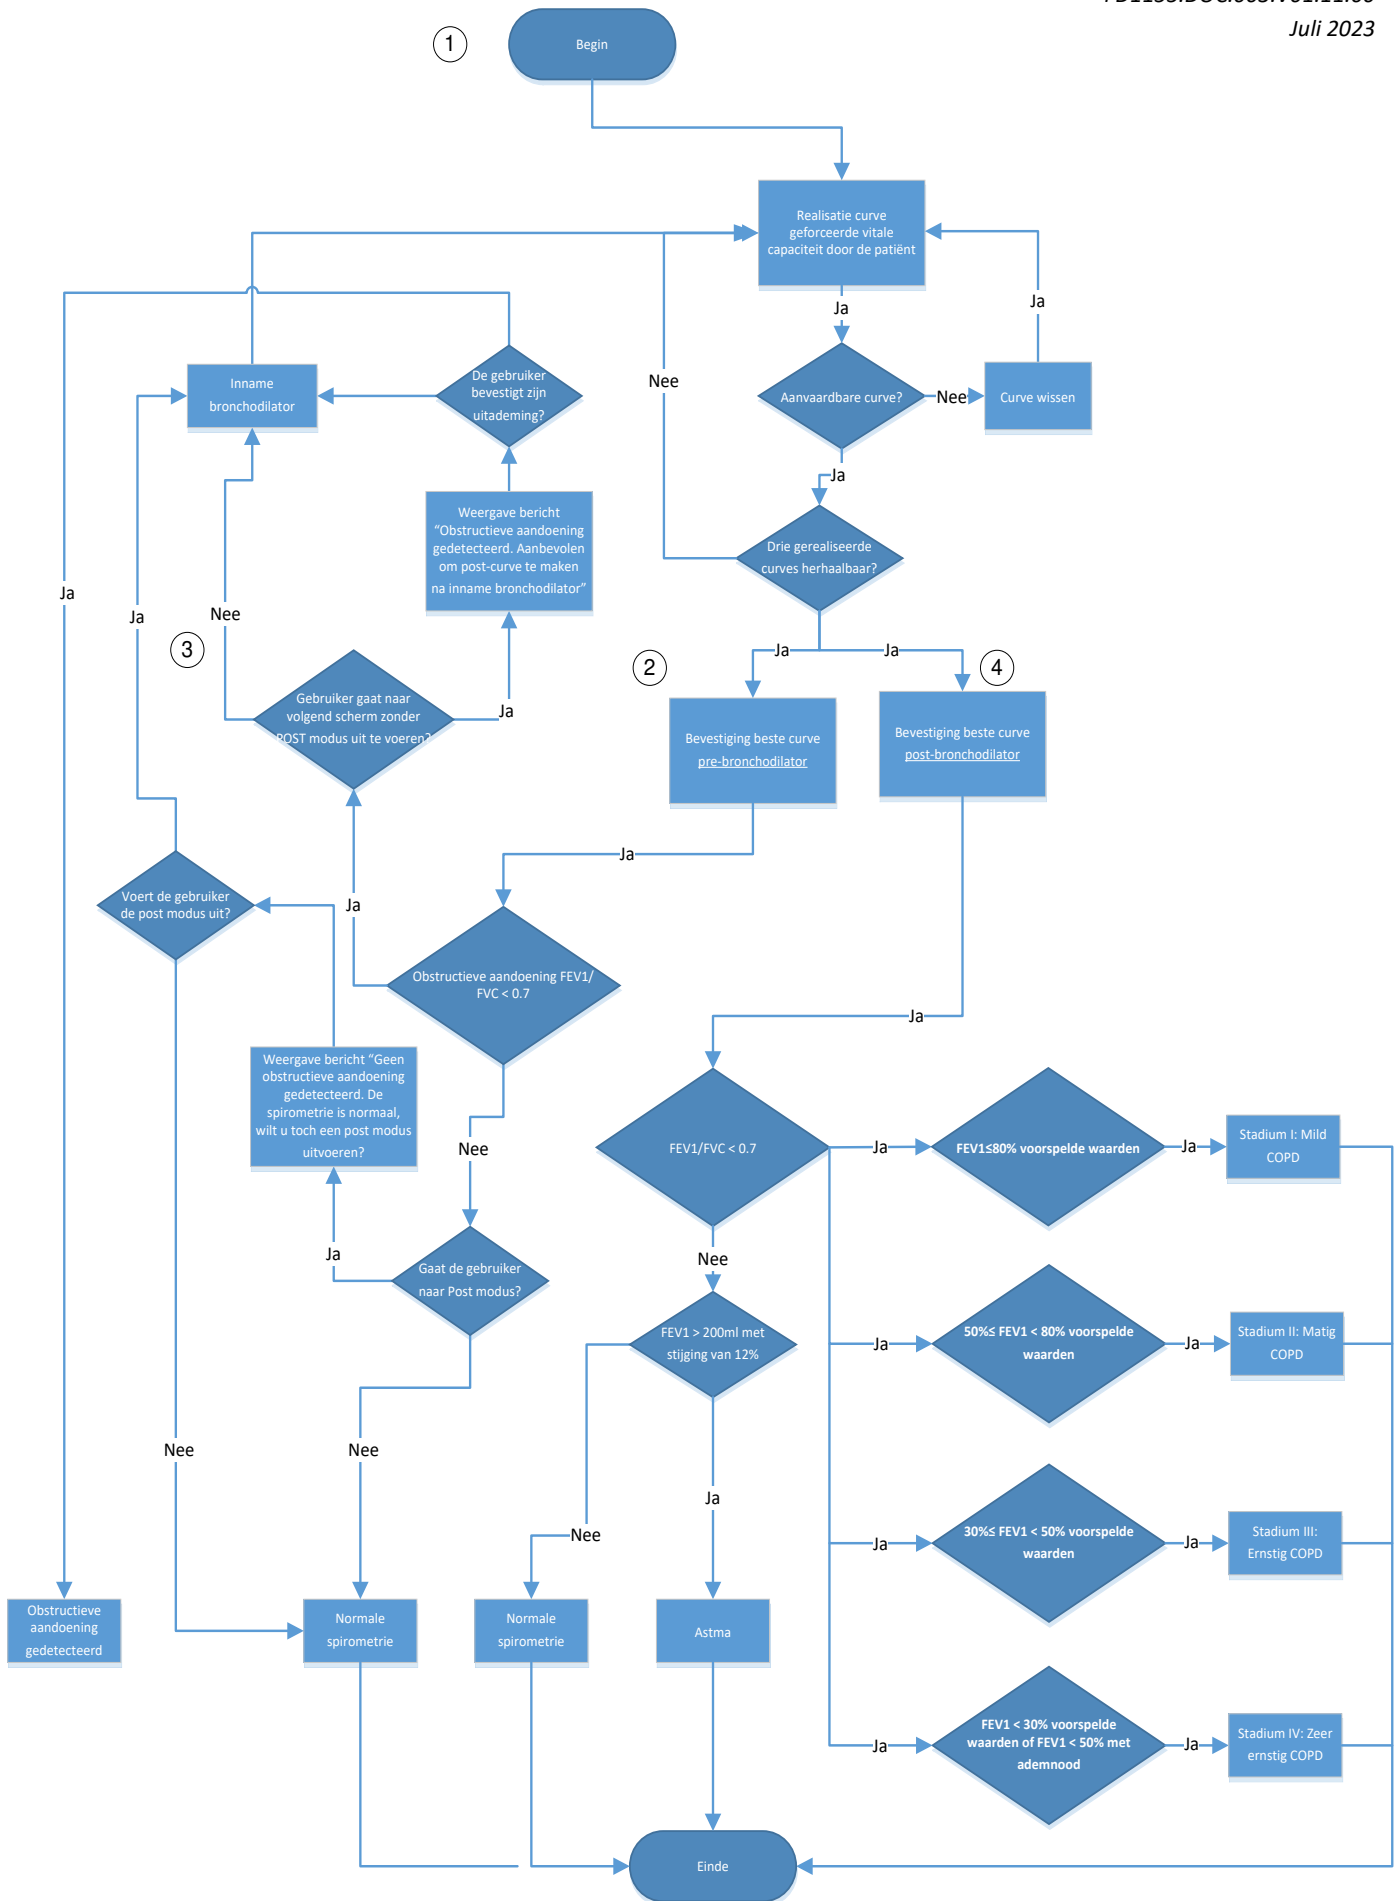 Juli 2023
1
Begin
Realisatie curve
geforceerde vitale
capaciteit door de patiënt
Ja
Ja
De gebruiker
bevestigt zijn
uitademing?
Inname
bronchodilator
Nee
Aanvaardbare curve?
Nee
Curve wissen
Ja
Weergave bericht
“Obstructieve aandoening
gedetecteerd. Aanbevolen
om post-curve te maken
na inname bronchodilator”
Drie gerealiseerde
curves herhaalbaar?
Ja
Ja
Nee
3
Ja
Ja
2
4
Gebruiker gaat naar
volgend scherm zonder
POST modus uit te voeren?
Ja
Bevestiging beste curve
pre-bronchodilator
Bevestiging beste curve
post-bronchodilator
Ja
Voert de gebruiker
de post modus uit?
Ja
Obstructieve aandoening FEV1/
FVC < 0.7
Ja
Weergave bericht “Geen
obstructieve aandoening
gedetecteerd. De
spirometrie is normaal,
wilt u toch een post modus
uitvoeren?
Nee
FEV1/FVC < 0.7
Ja
FEV1≤80% voorspelde waarden
Ja
Stadium I: Mild
COPD
Ja
Gaat de gebruiker
naar Post modus?
Nee
FEV1 > 200ml met
stijging van 12%
Ja
50%≤ FEV1 < 80% voorspelde
waarden
Ja
Stadium II: Matig
COPD
Nee
Nee
Ja
Nee
Ja
30%≤ FEV1 < 50% voorspelde
waarden
Ja
Stadium III:
Ernstig COPD
Obstructieve
aandoening
gedetecteerd
Normale
spirometrie
Normale
spirometrie
Astma
Ja
FEV1 < 30% voorspelde
waarden of FEV1 < 50% met
ademnood
Ja
Stadium IV: Zeer
ernstig COPD
Einde